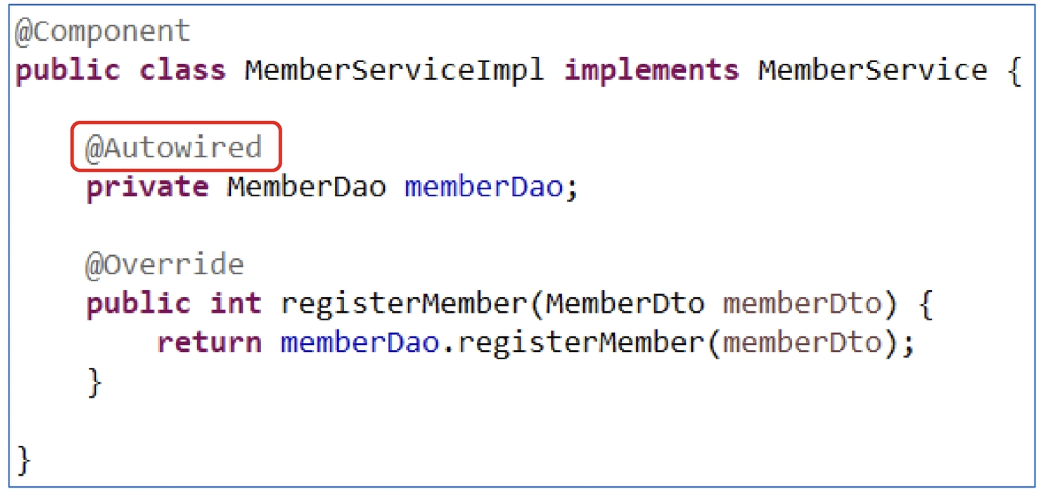 @Component
public class MemberServiceImpl implements MemberService {
@Autowired
private MemberDao memberDao;
@Override
public int registerMember(MemberDto memberDto) {
return memberDao.registerMember(memberDto);
}
}